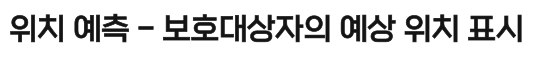 위치 예측 - 보호대상자의 예상 위치 표시